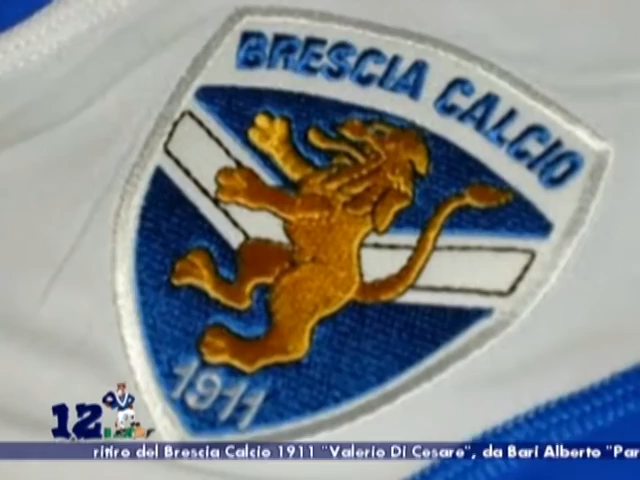 BRESCIA CALCIO
1911
12
ritiro del Brescia Calcio 1911 "Valerio Di Cesare", da Bari Alberto "Par